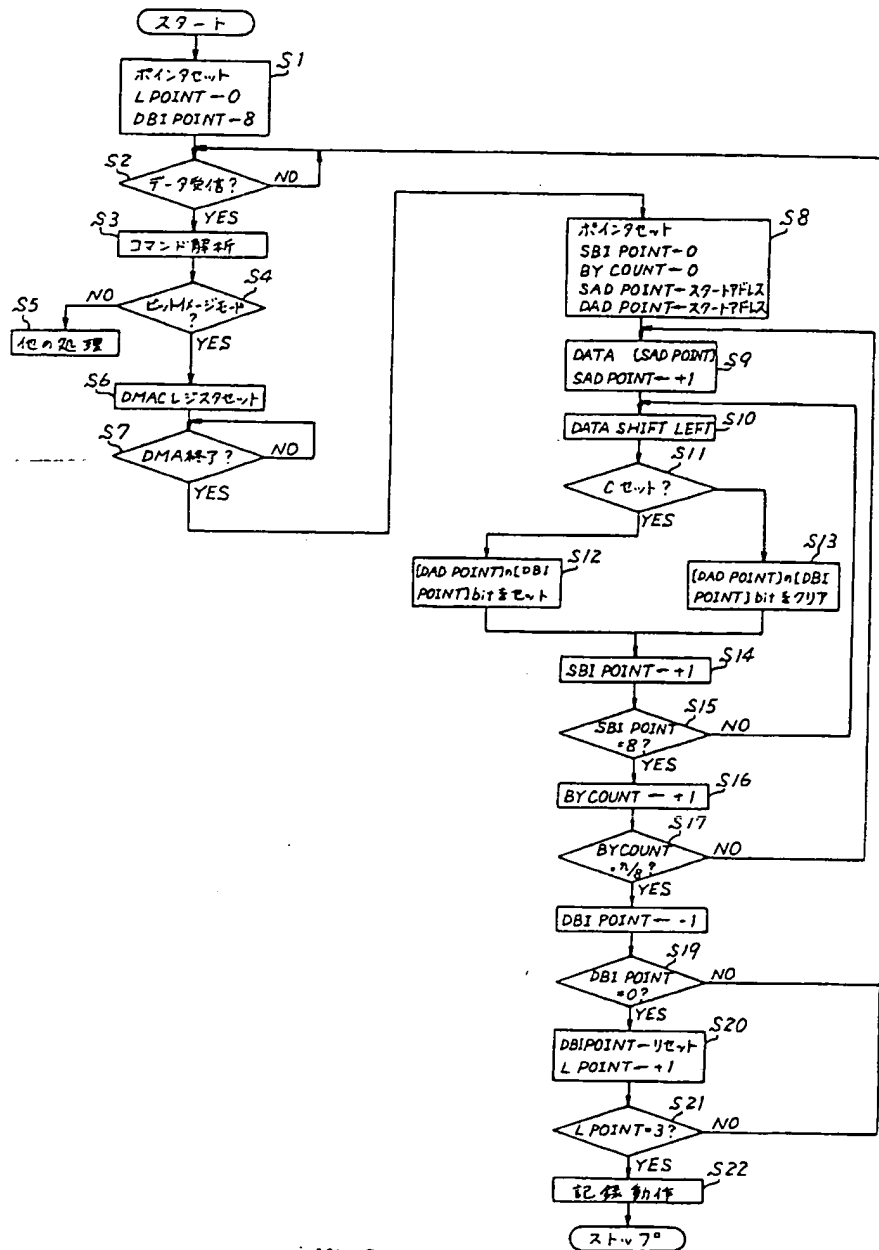 スタート
S1
ポインタセット
L POINT←0
DBI POINT←8
S2
データ受信?
NO
YES
S3
コマンド解析
S4
ビットイメージモード
?
NO
YES
S5
他の処理
S6
DMACレジスタセット
S7
DMA終了?
NO
YES
S8
ポインタセット
SBI POINT←0
BY COUNT←0
SAD POINT←スタートアドレス
DAD POINT←スタートアドレス
DATA [SAD POINT]
SAD POINT← +1
S9
S10
DATA SHIFT LEFT
S11
Cセット?
YES
S12
[DAD POINT]の[DBI
POINT]bitをセット
S13
[DAD POINT]の[DBI
POINT]bitをクリア
S14
SBI POINT← +1
S15
SBI POINT
=8?
NO
YES
S16
BY COUNT ← +1
S17
BY COUNT
=n/8?
NO
YES
DBI POINT← -1
S19
DBI POINT
=0?
NO
YES
S20
DBI POINT←リセット
L POINT← +1
S21
L POINT=3?
NO
YES
S22
記録動作
ストップ